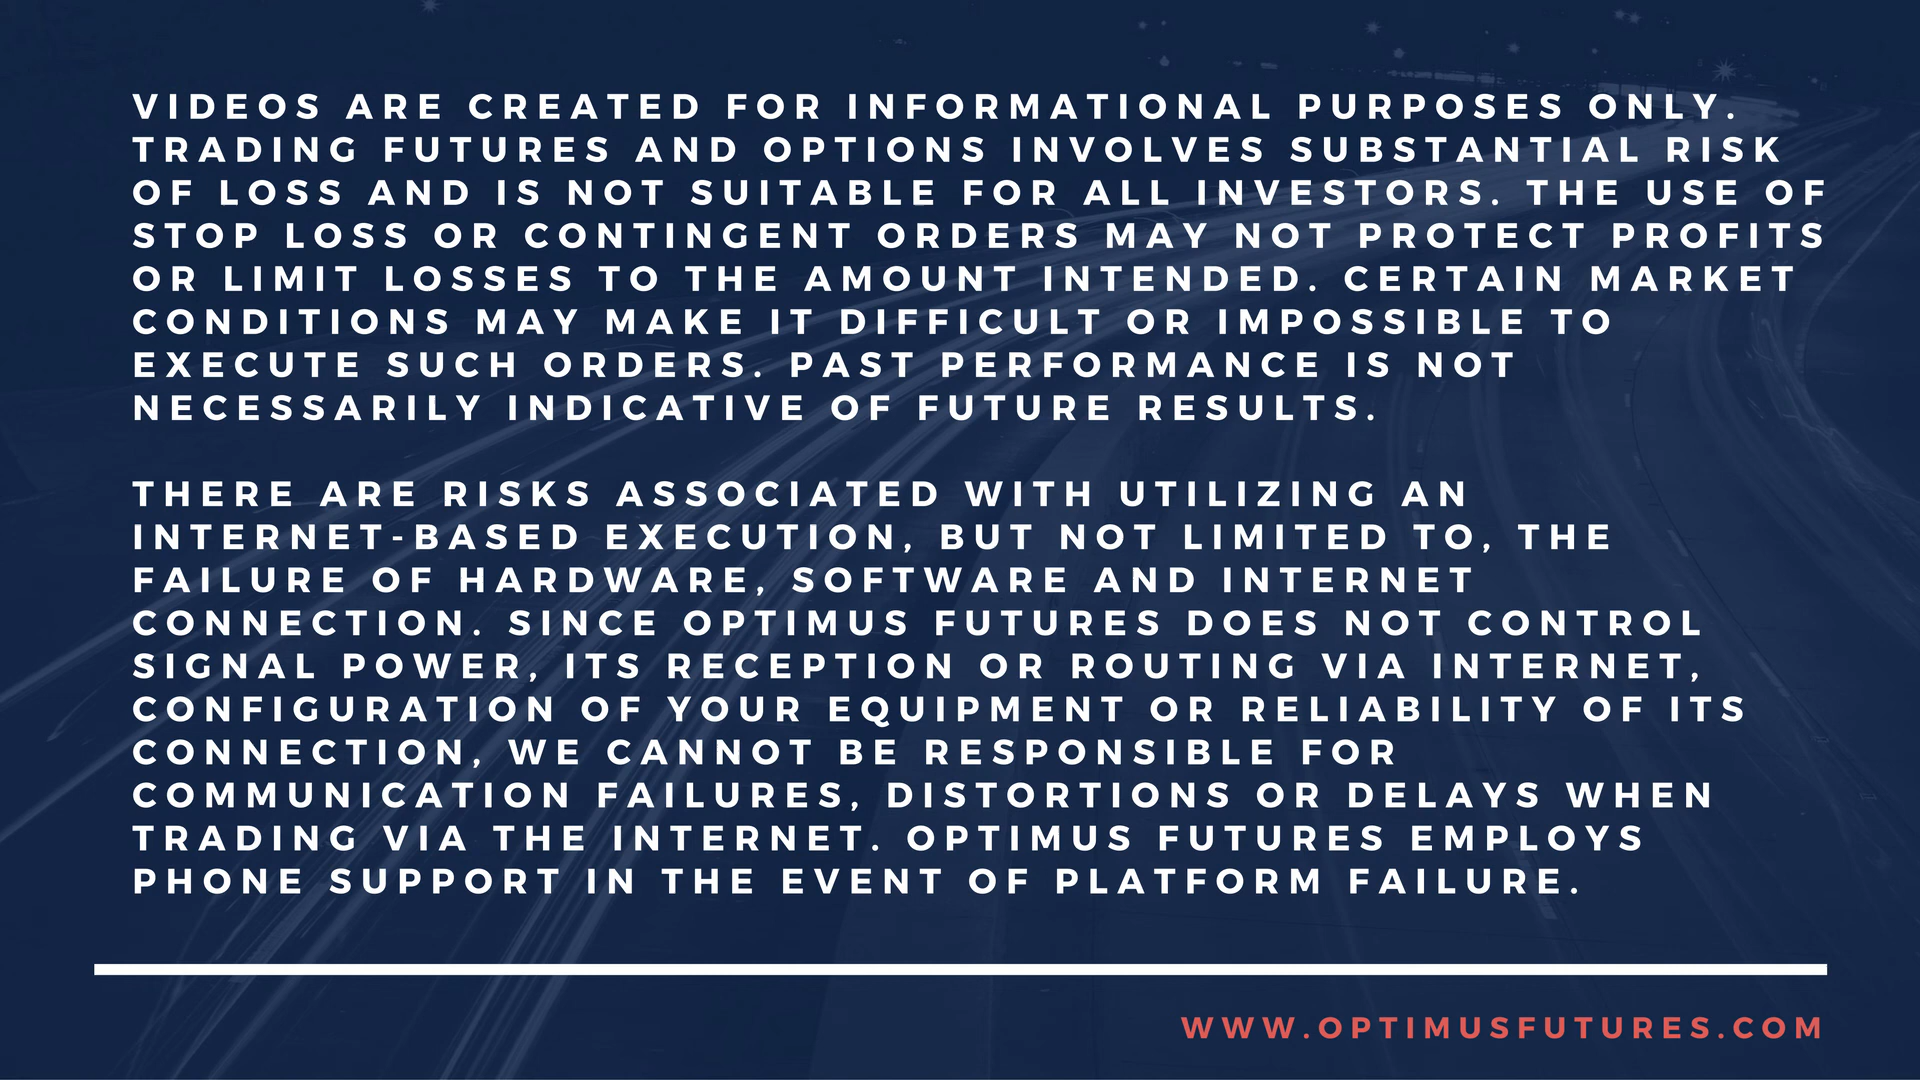 VIDEOS ARE CREATED FOR INFORMATIONAL PURPOSES ONLY.
TRADING FUTURES AND OPTIONS INVOLVES SUBSTANTIAL RISK
OF LOSS AND IS NOT SUITABLE FOR ALL INVESTORS. THE USE OF
STOP LOSS OR CONTINGENT ORDERS MAY NOT PROTECT PROFITS
OR LIMIT LOSSES TO THE AMOUNT INTENDED. CERTAIN MARKET
CONDITIONS MAY MAKE IT DIFFICULT OR IMPOSSIBLE TO
EXECUTE SUCH ORDERS. PAST PERFORMANCE IS NOT
NECESSARILY INDICATIVE OF FUTURE RESULTS.
THERE ARE RISKS ASSOCIATED WITH UTILIZING AN
INTERNET-BASED EXECUTION, BUT NOT LIMITED TO, THE
FAILURE OF HARDWARE, SOFTWARE AND INTERNET
CONNECTION. SINCE OPTIMUS FUTURES DOES NOT CONTROL
SIGNAL POWER, ITS RECEPTION OR ROUTING VIA INTERNET,
CONFIGURATION OF YOUR EQUIPMENT OR RELIABILITY OF ITS
CONNECTION, WE CANNOT BE RESPONSIBLE FOR
COMMUNICATION FAILURES, DISTORTIONS OR DELAYS WHEN
TRADING VIA THE INTERNET. OPTIMUS FUTURES EMPLOYS
PHONE SUPPORT IN THE EVENT OF PLATFORM FAILURE.
WWW.OPTIMUSFUTURES.COM